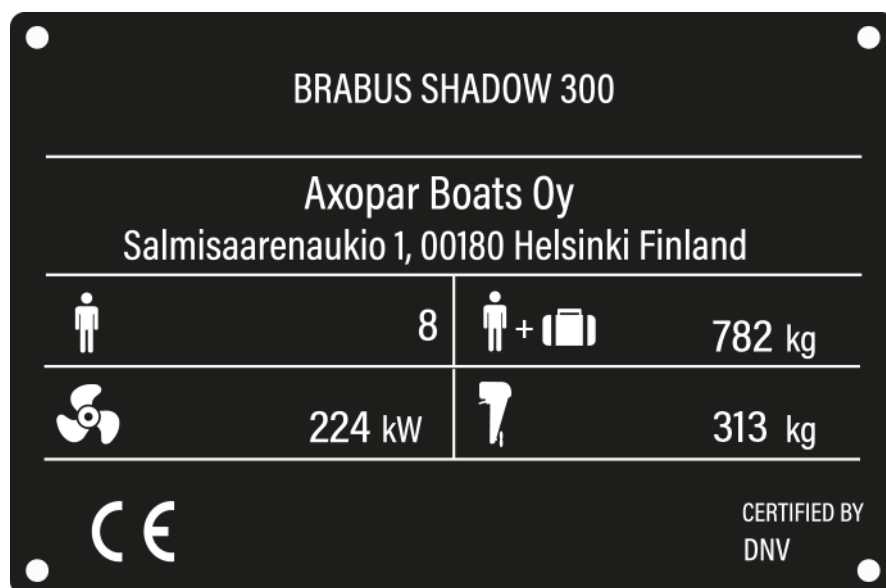 BRABUS SHADOW 300
Axopar Boats Oy
Salmisaarenaukio 1, 00180 Helsinki Finland
8
+ 782 kg
224 kW
313 kg
CE
CERTIFIED BY
DNV